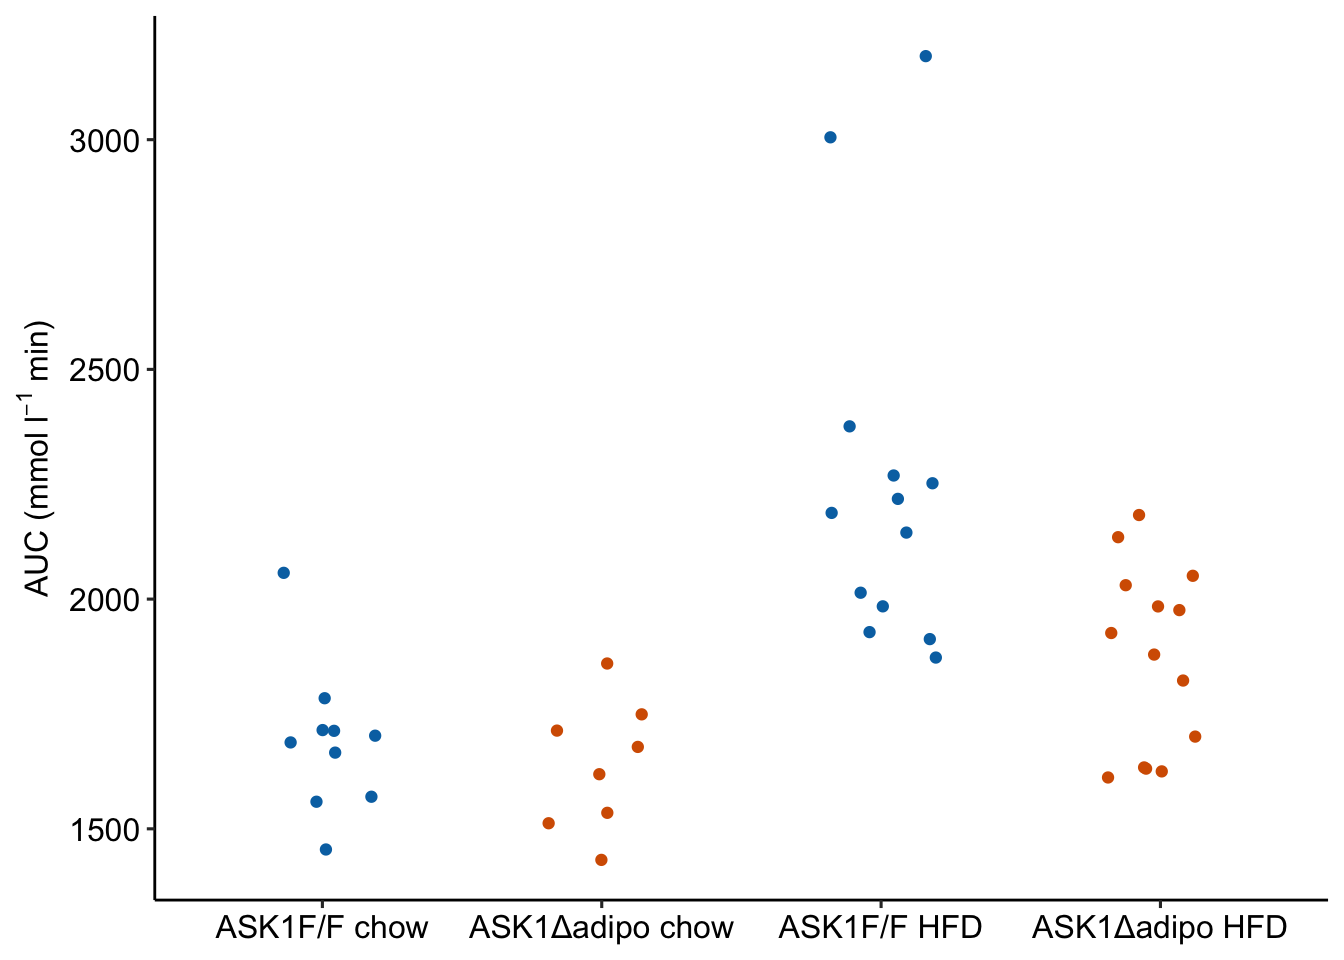 3000
2500
2000
1500
AUC (mmol l⁻¹ min)
ASK1F/F chow ASK1Δadipo chow ASK1F/F HFD ASK1Δadipo HFD